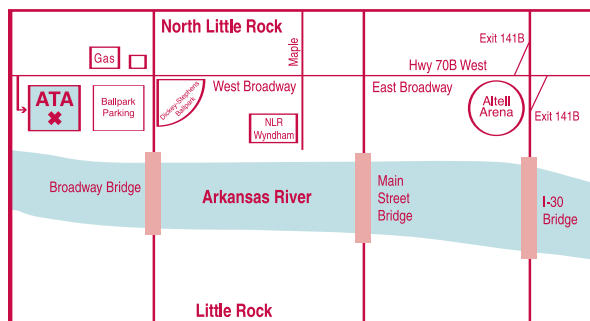 North Little Rock
Gas
Maple
Exit 141B
Hwy 70B West
ATA
Ballpark
Parking
Dickey-Stephens
Ballpark
West Broadway
East Broadway
NLR
Wyndham
Altell
Arena
Exit 141B
Broadway Bridge
Arkansas River
Main
Street
Bridge
I-30
Bridge
Little Rock